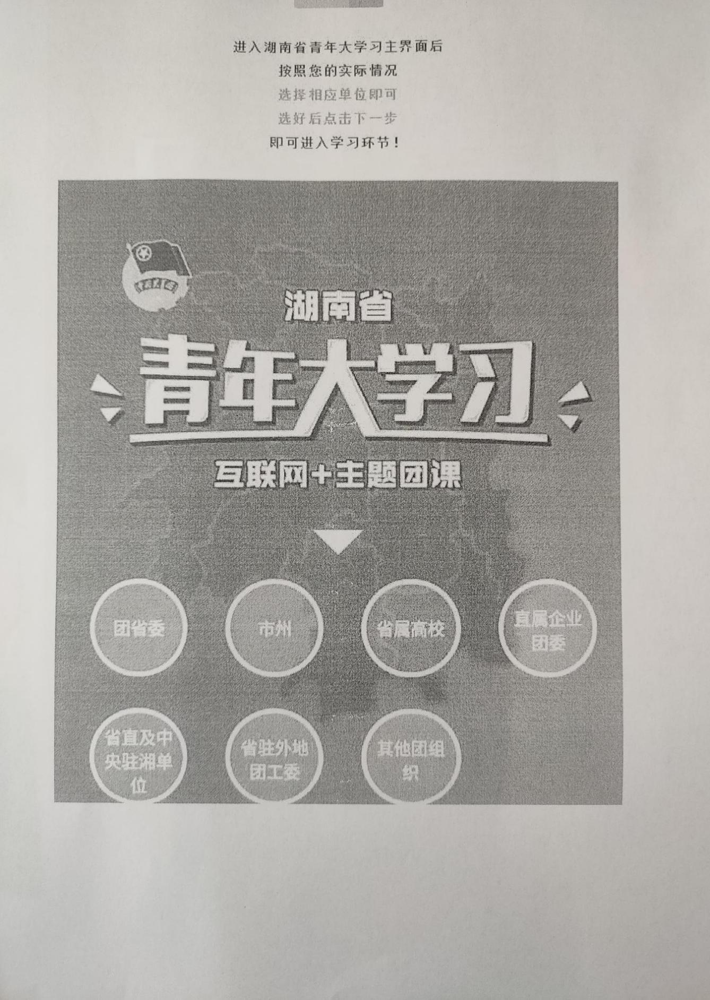 进入湖南省青年大学习主界面后
按照您的实际情况
选择相应单位即可
选好后点击下一步
即可进入学习环节！
湖南省
青年大学习
互联网+主题团课
团省委
市州
省属高校
直属企业
团委
省直及中
央驻湘单
位
省驻外地
团工委
其他团组
织